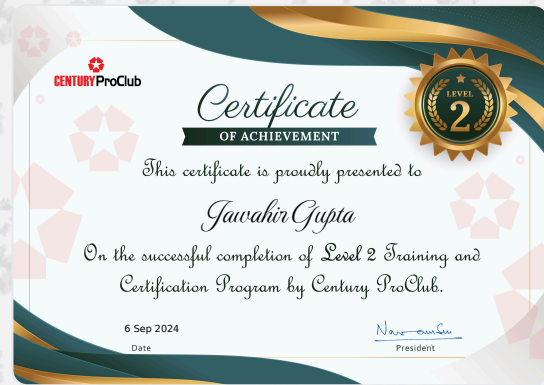 CENTURY ProClub
LEVEL
2
Certificate
OF ACHIEVEMENT
This certificate is proudly presented to
Jawahir Gupta
On the successful completion of Level 2 Training and
Certification Program by Century ProClub.
6 Sep 2024
Date
President